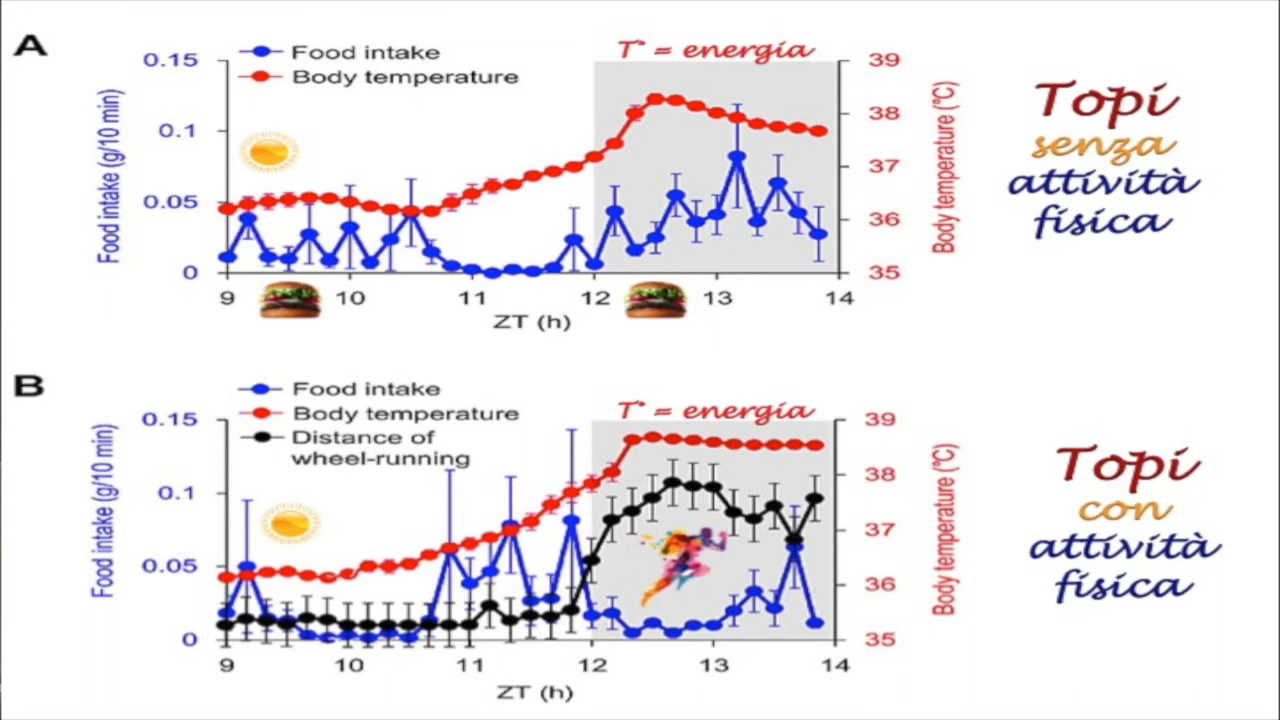 A
Food intake
Body temperature
T° = energia
0.15
0.1
0.05
0
Food intake (g/10 min)
39
38
37
36
35
Body temperature (°C)
9
10
11
12
13
14
ZT (h)
Topi
senza
attività
fisica
B
Food intake
Body temperature
Distance of
wheel-running
T° = energia
0.15
0.1
0.05
0
Food intake (g/10 min)
39
38
37
36
35
Body temperature (°C)
9
10
11
12
13
14
ZT (h)
Topi
con
attività
fisica